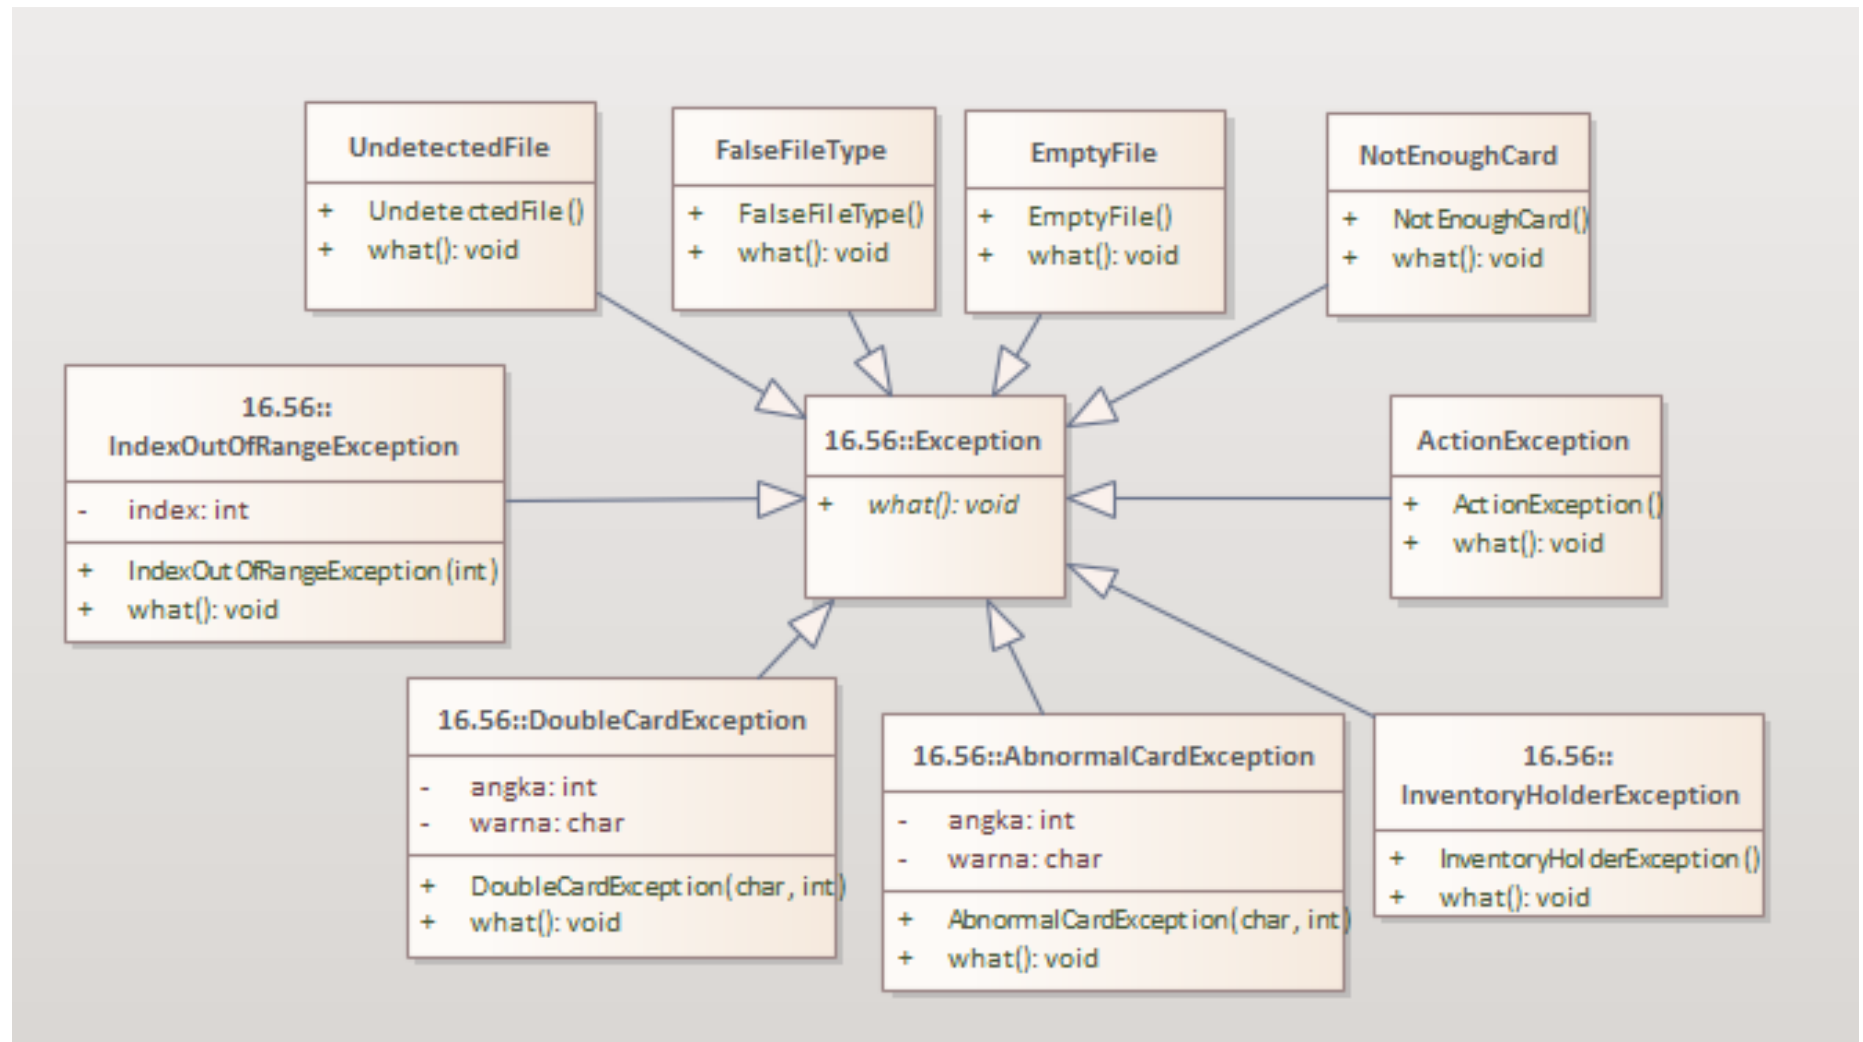 UndetectedFile
+ UndetectedFile()
+ what(): void
FalseFileType
+ FalseFileType()
+ what(): void
EmptyFile
+ EmptyFile()
+ what(): void
NotEnoughCard
+ NotEnoughCard()
+ what(): void
16.56::
IndexOutOfRangeException
- index: int
+ IndexOutOfRangeException(int)
+ what(): void
16.56::Exception
+ what(): void
ActionException
+ ActionException()
+ what(): void
16.56::DoubleCardException
- angka: int
- warna: char
+ DoubleCardException(char, int)
+ what(): void
16.56::AbnormalCardException
- angka: int
- warna: char
+ AbnormalCardException(char, int)
+ what(): void
16.56::
InventoryHolderException
+ InventoryHolderException()
+ what(): void